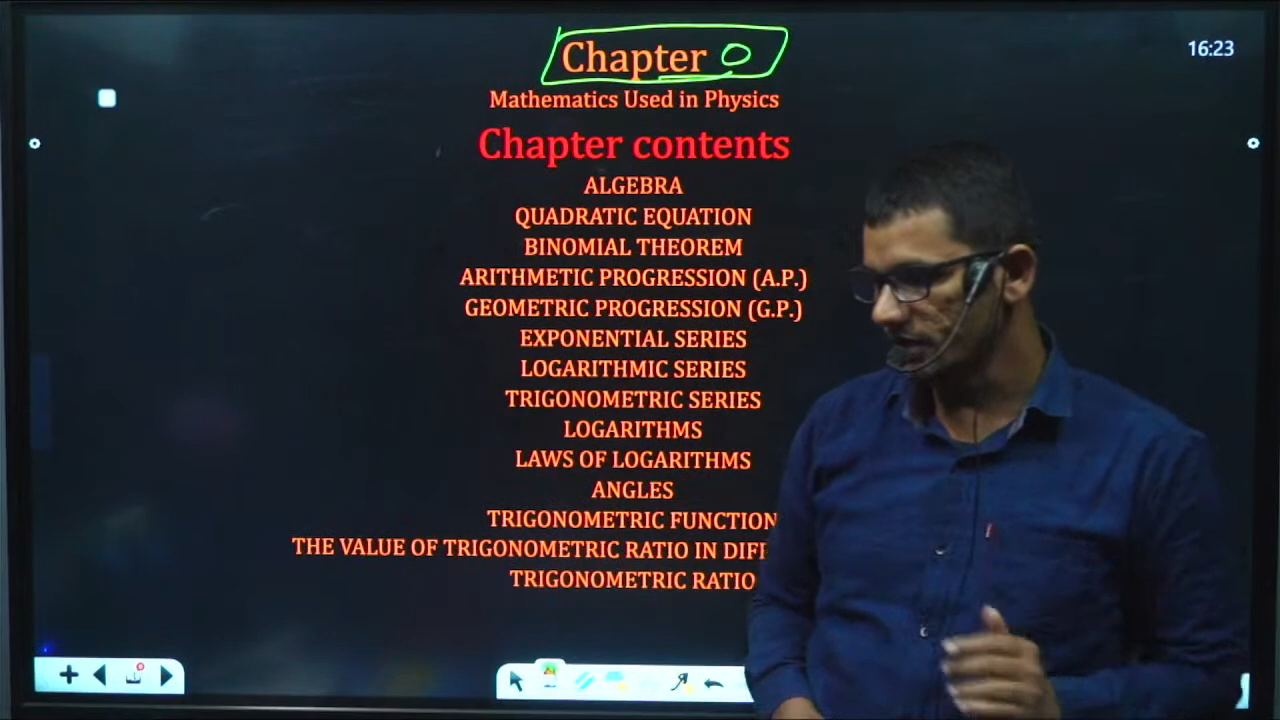 Chapter 0
16:23
Mathematics Used in Physics
Chapter contents
ALGEBRA
QUADRATIC EQUATION
BINOMIAL THEOREM
ARITHMETIC PROGRESSION (A.P.)
GEOMETRIC PROGRESSION (G.P.)
EXPONENTIAL SERIES
LOGARITHMIC SERIES
TRIGONOMETRIC SERIES
LOGARITHMS
LAWS OF LOGARITHMS
ANGLES
TRIGONOMETRIC FUNCTION
THE VALUE OF TRIGONOMETRIC RATIO IN
TRIGONOMETRIC RATIO